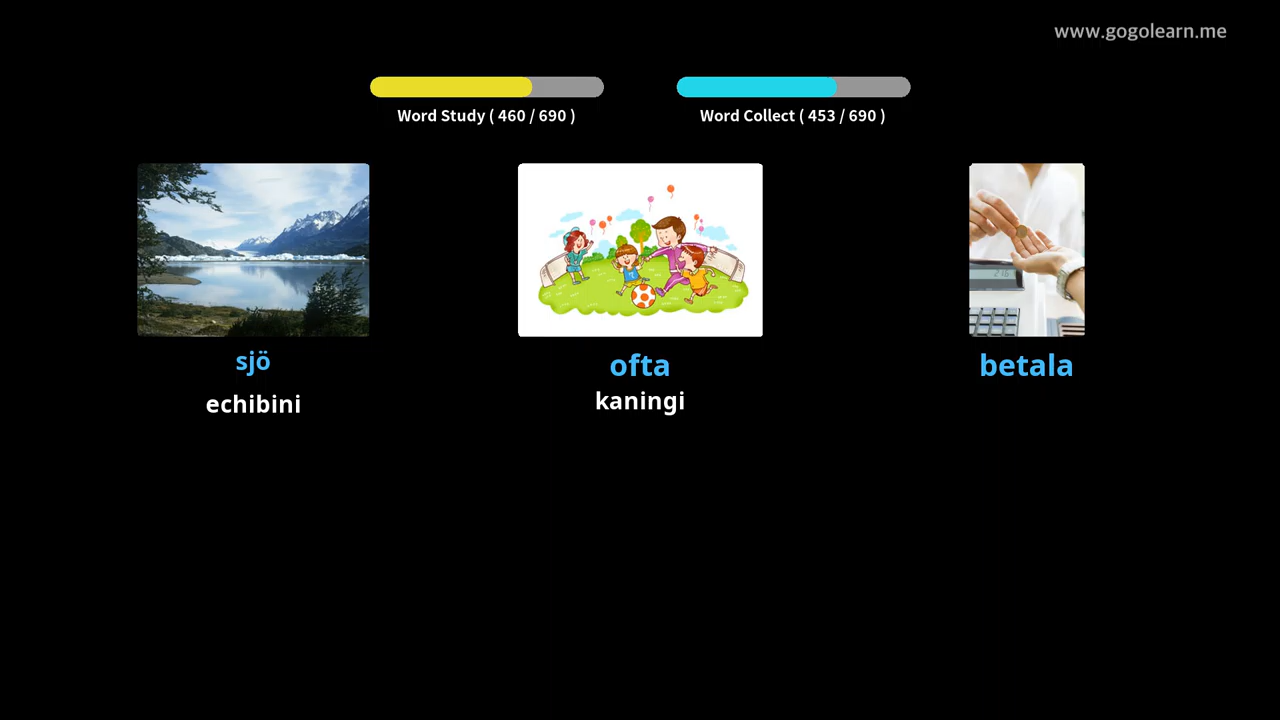 www.gogolearn.me
Word Study ( 460 / 690 )
Word Collect ( 453 / 690 )
sjö
ofta
betala
echibini
kaningi